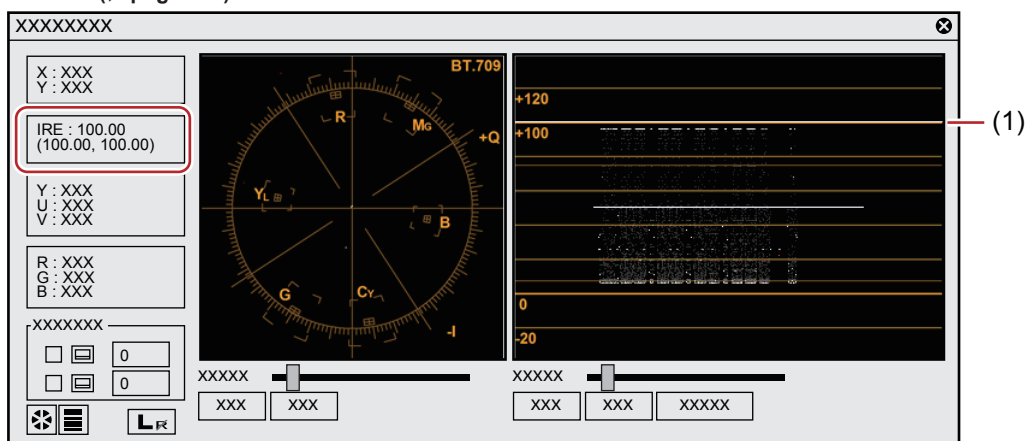 XXXXXXXX
X : XXX
Y : XXX
IRE : 100.00
(100.00, 100.00)
Y : XXX
U : XXX
V : XXX
R : XXX
G : XXX
B : XXX
XXXXXXX
0
0
L R
BT.709
R
MG
+Q
YL
B
G
CY
-I
XXXXX
XXX XXX
+120
+100
0
-20
XXXXX
XXX XXX XXXXX
(1)